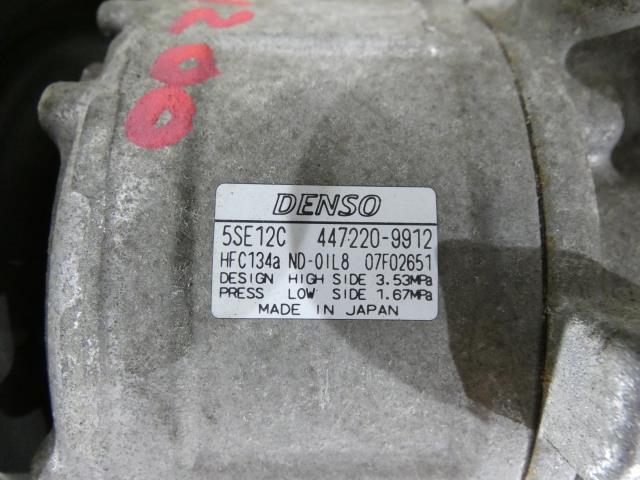 DENSO
5SE12C 447220-9912
HFC134a ND-OIL8 07F02651
DESIGN HIGH SIDE 3.53MPa
PRESS LOW SIDE 1.67MPa
MADE IN JAPAN